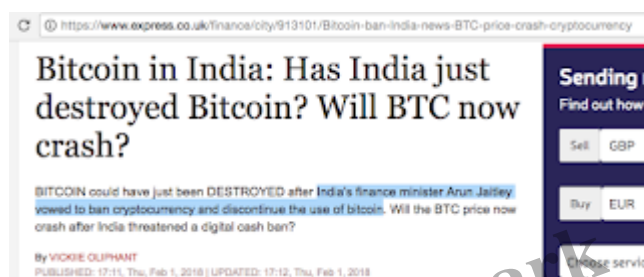 https://www.express.co.uk/finance/city/913101/Bitcoin-ban-India-news-BTC-price-crash-cryptocurrency
Bitcoin in India: Has India just
destroyed Bitcoin? Will BTC now
crash?
BITCOIN could have just been DESTROYED after India's finance minister Arun Jaitley
vowed to ban cryptocurrency and discontinue the use of bitcoin. Will the BTC price now
crash after India threatened a digital cash ban?
By VICKIE OLIPHANT
PUBLISHED: 17:11, Thu, Feb 1, 2018 | UPDATED: 17:12, Thu, Feb 1, 2018
Sending
Find out how
Sell GBP
Buy EUR
Choose servic
ark